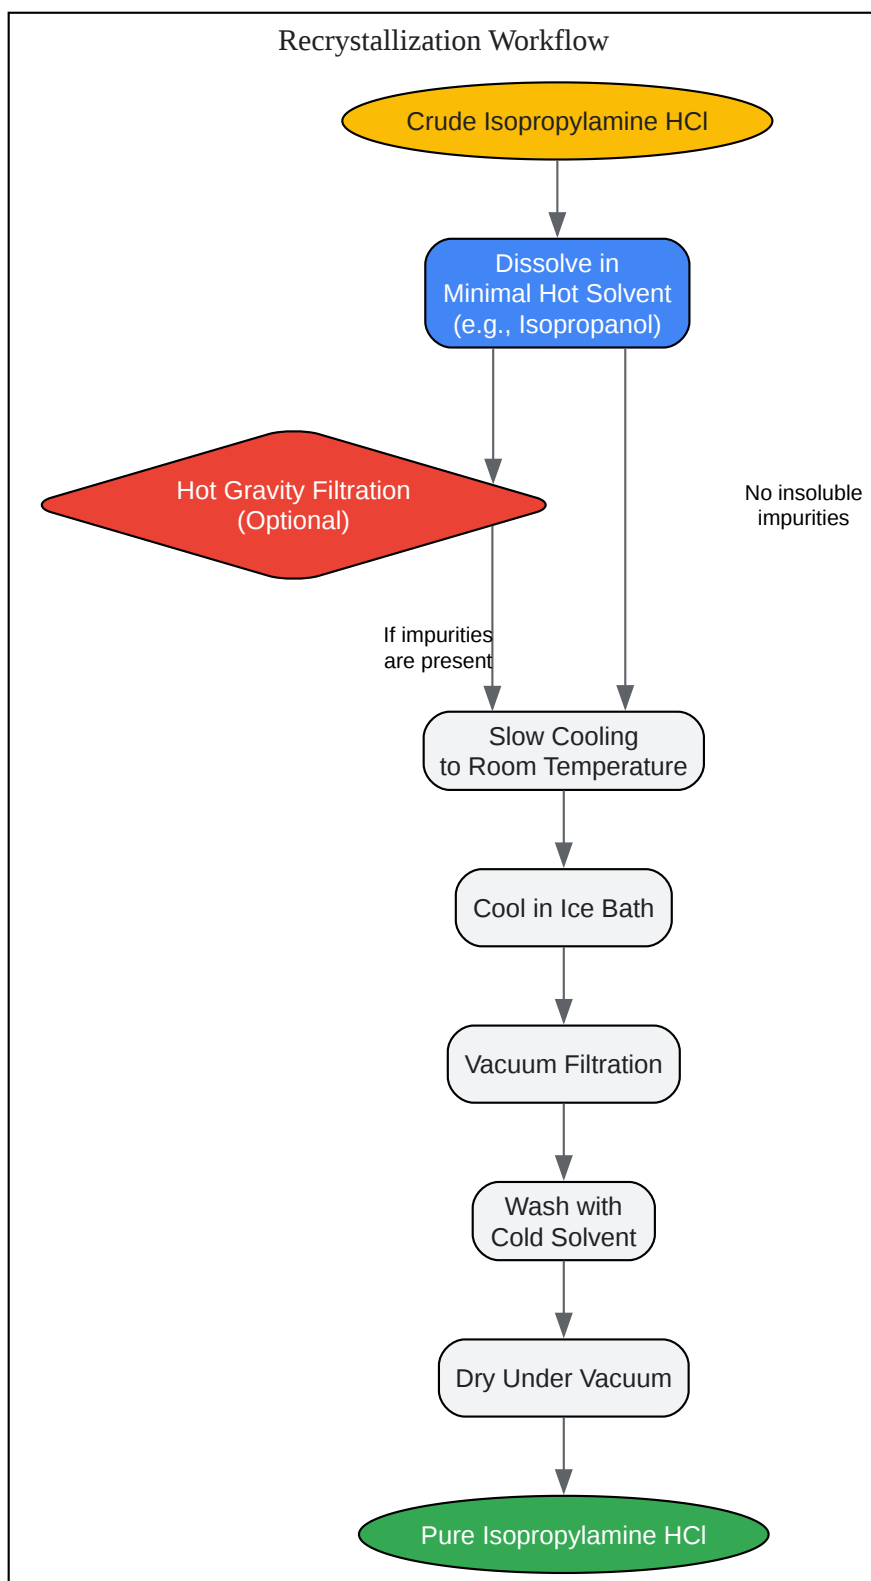 Recrystallization Workflow
Crude Isopropylamine HCl
Dissolve in
Minimal Hot Solvent
(e.g., Isopropanol)
Hot Gravity Filtration
(Optional)
No insoluble
impurities
If impurities
are present
Slow Cooling
to Room Temperature
Cool in Ice Bath
Vacuum Filtration
Wash with
Cold Solvent
Dry Under Vacuum
Pure Isopropylamine HCl